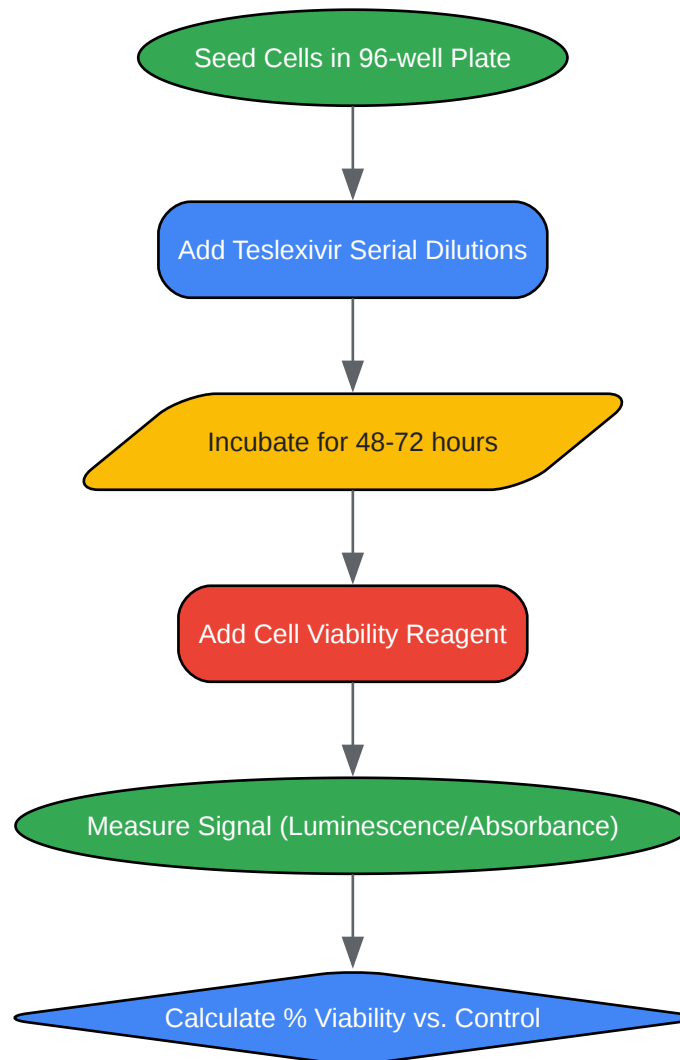 Seed Cells in 96-well Plate
Add Teslexivir Serial Dilutions
Incubate for 48-72 hours
Add Cell Viability Reagent
Measure Signal (Luminescence/Absorbance)
Calculate % Viability vs. Control